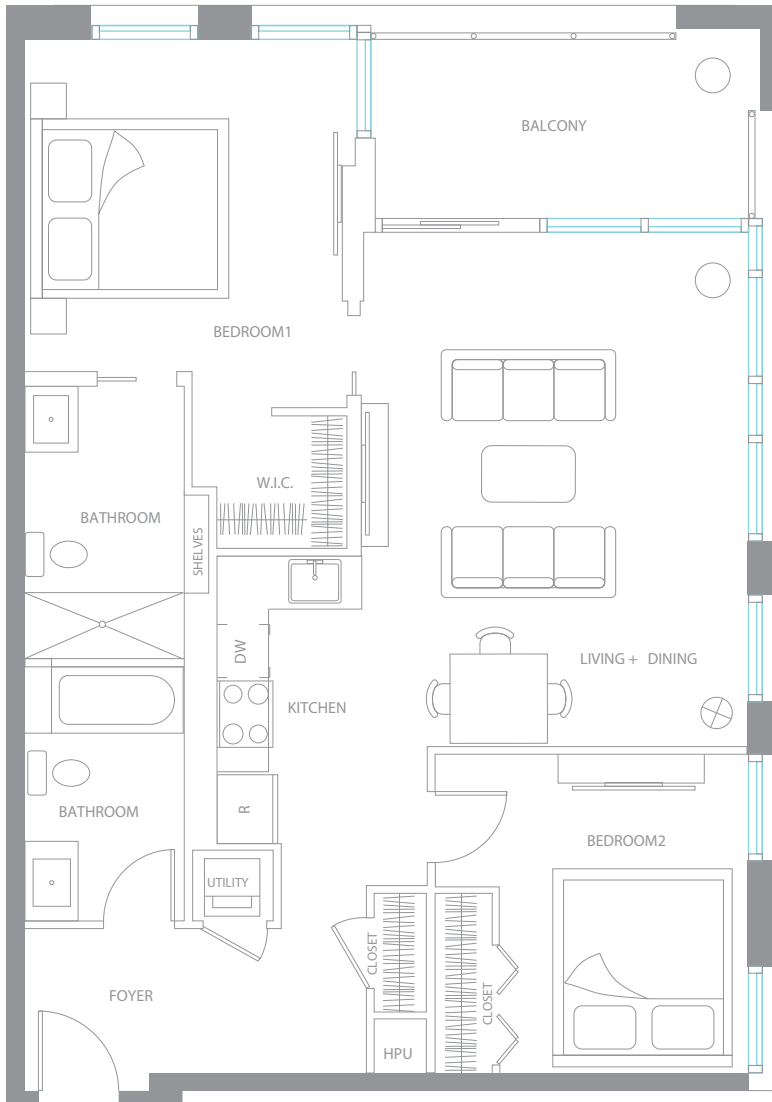 BALCONY
BEDROOM1
W.I.C.
BATHROOM
SHELVES
DW
LIVING + DINING
KITCHEN
R
BATHROOM
BEDROOM2
UTILITY
CLOSET
FOYER
CLOSET
HPU